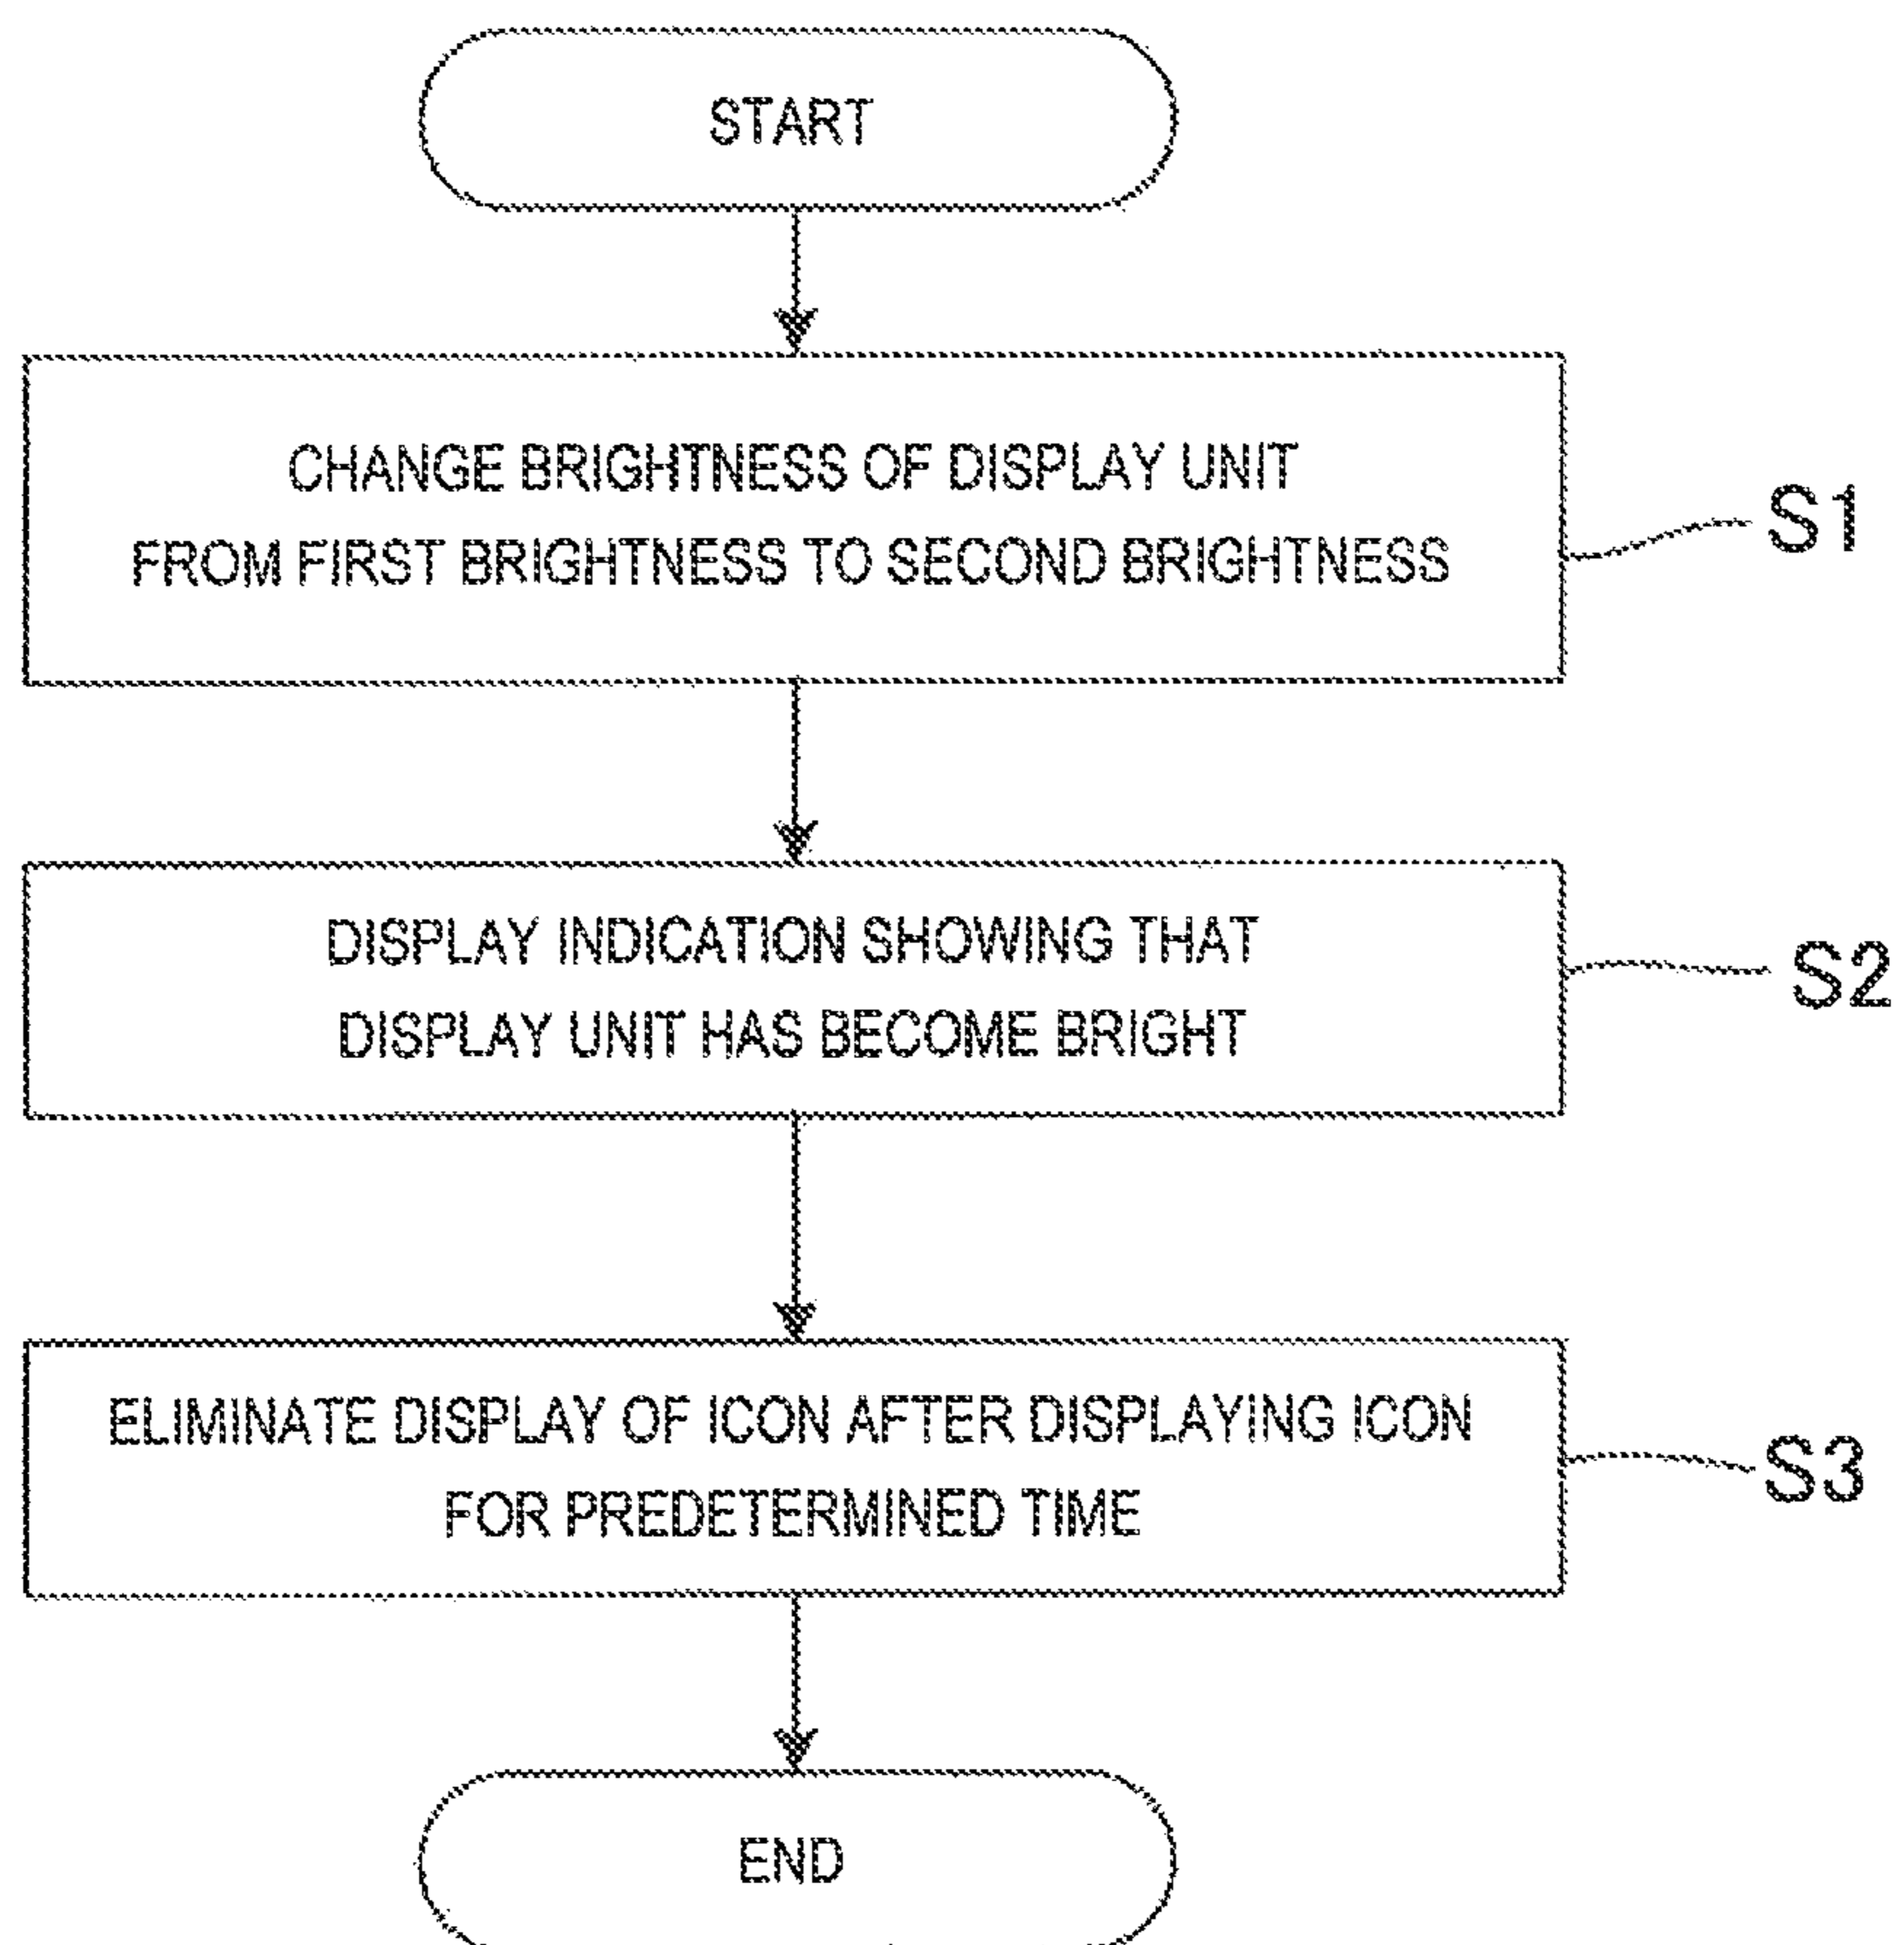 START
CHANGE BRIGHTNESS OF DISPLAY UNIT
FROM FIRST BRIGHTNESS TO SECOND BRIGHTNESS
S1
DISPLAY INDICATION SHOWING THAT
DISPLAY UNIT HAS BECOME BRIGHT
S2
ELIMINATE DISPLAY OF ICON AFTER DISPLAYING ICON
FOR PREDETERMINED TIME
S3
END